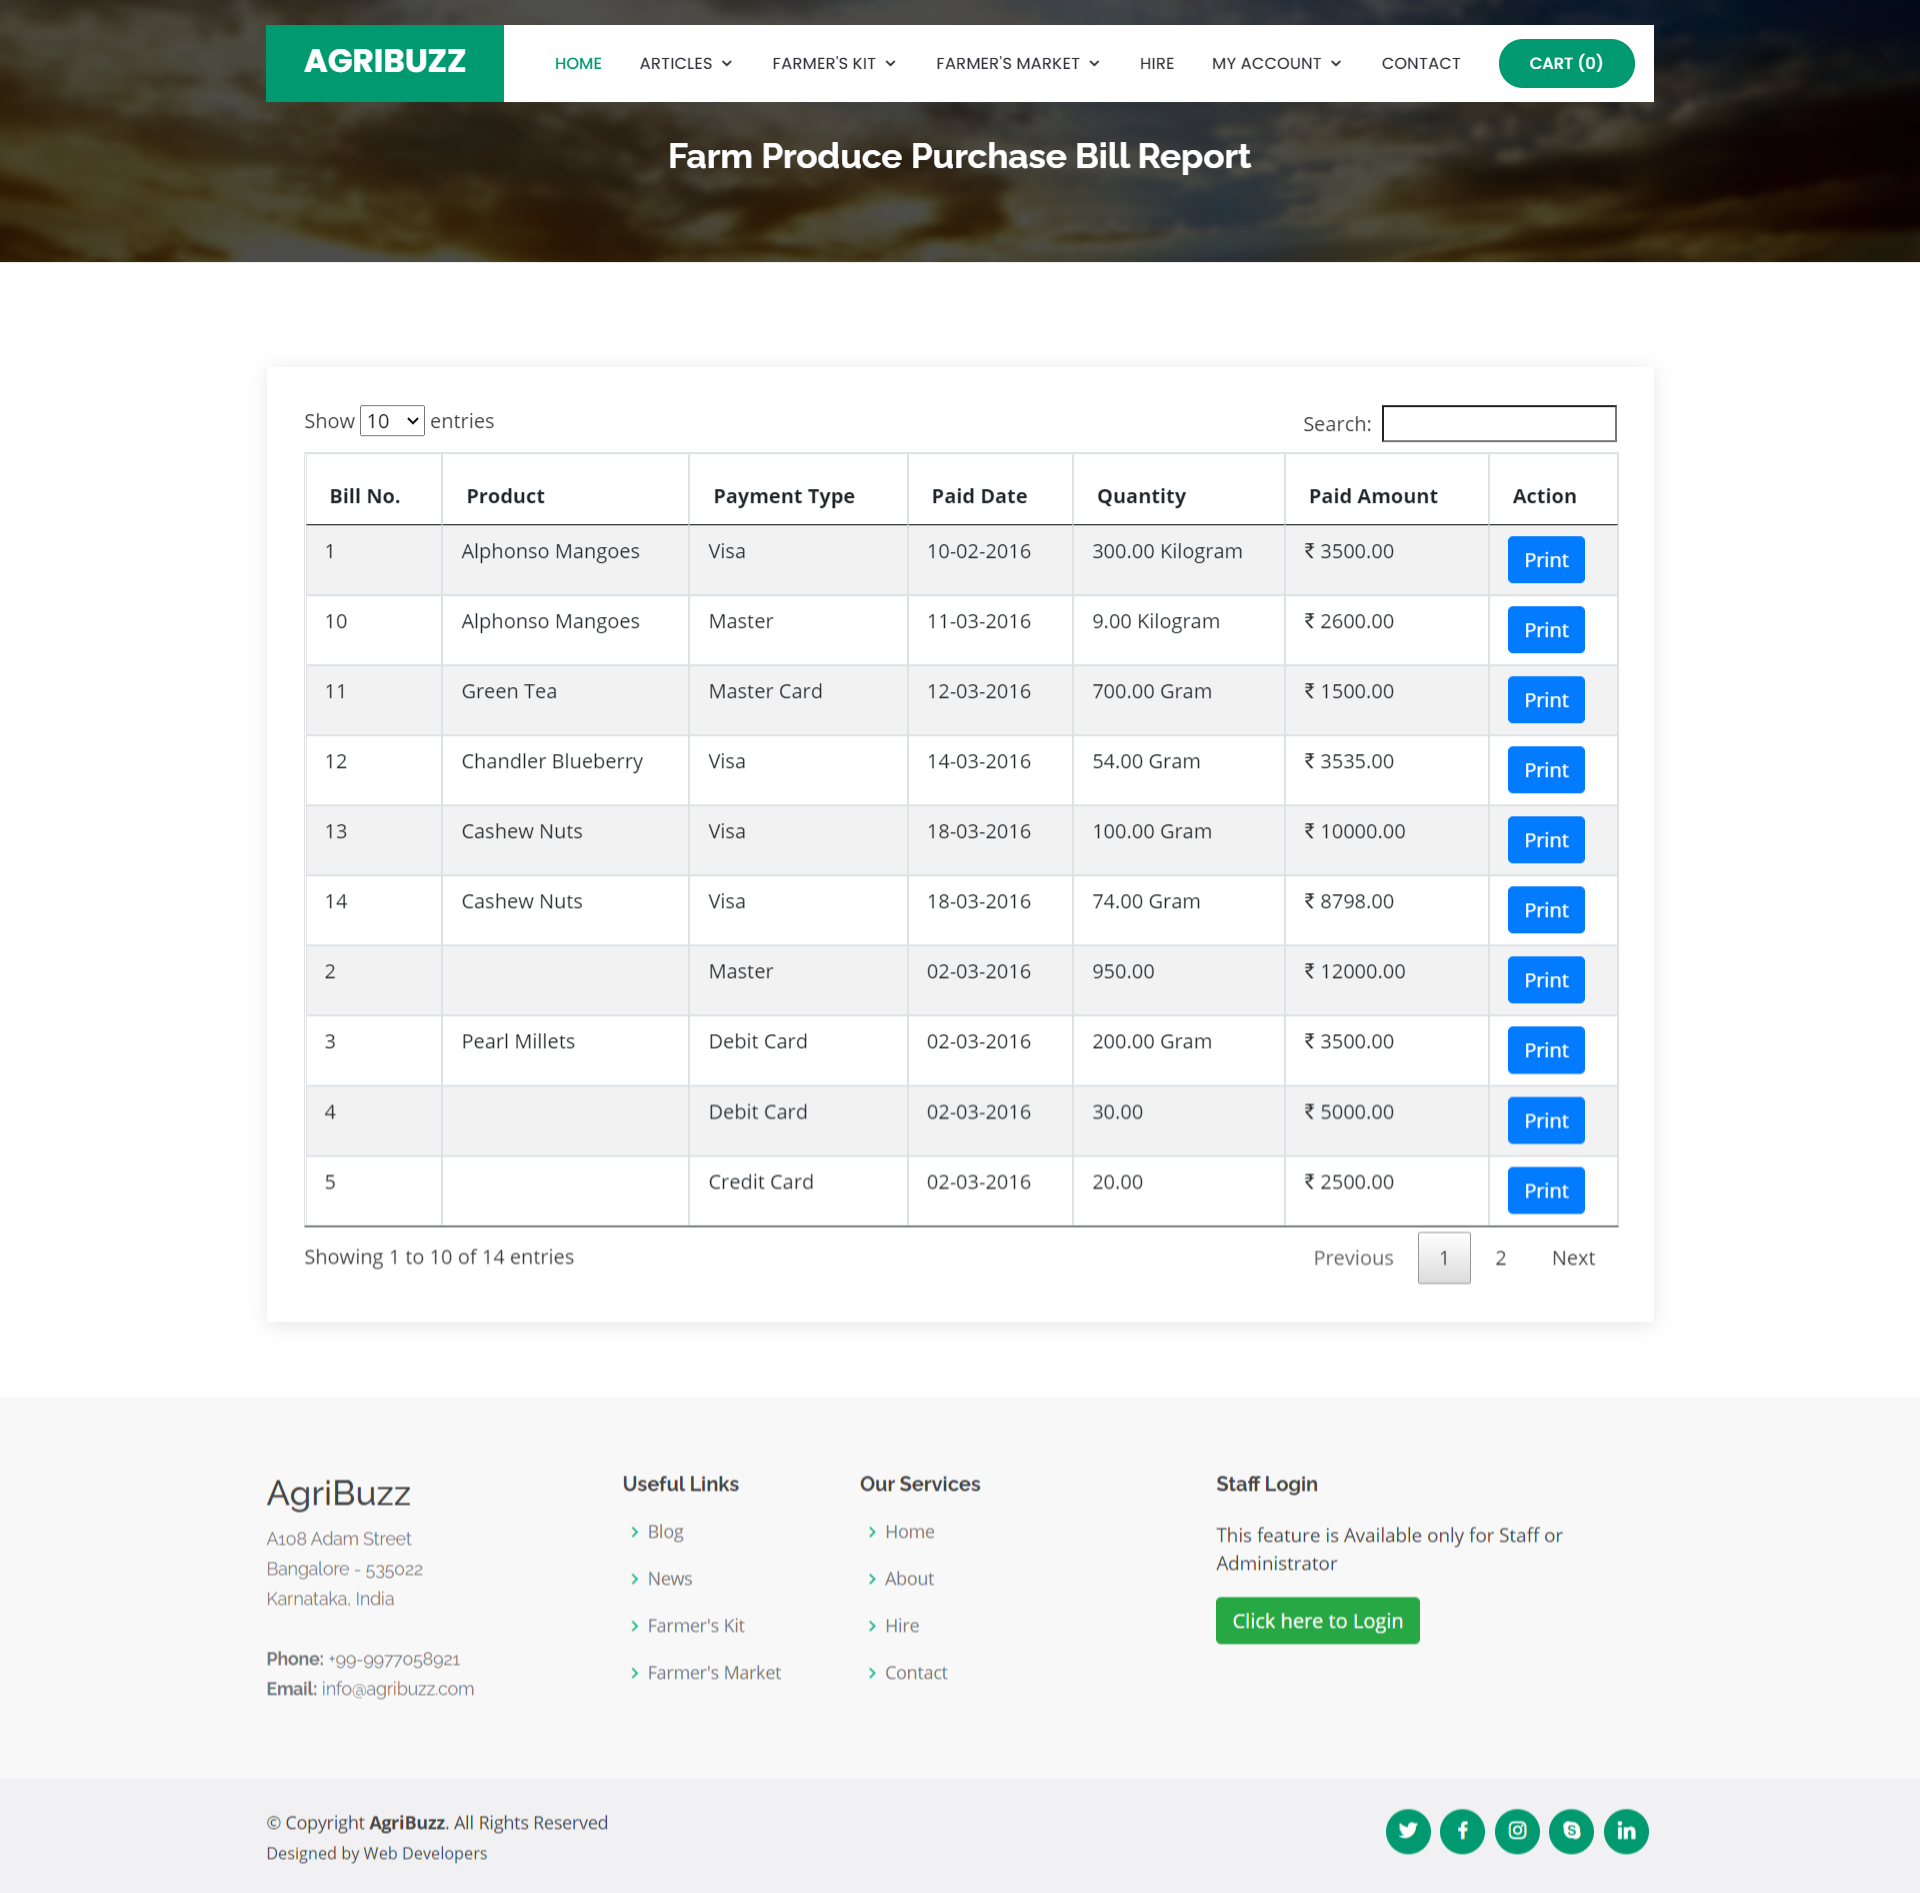 AGRIBUZZ
HOME ARTICLES FARMER'S KIT FARMER'S MARKET HIRE MY ACCOUNT CONTACT CART (0)
Farm Produce Purchase Bill Report
Show 10 entries Search:
Bill No. Product Payment Type Paid Date Quantity Paid Amount Action
1 Alphonso Mangoes Visa 10-02-2016 300.00 Kilogram ₹ 3500.00 Print
10 Alphonso Mangoes Master 11-03-2016 9.00 Kilogram ₹ 2600.00 Print
11 Green Tea Master Card 12-03-2016 700.00 Gram ₹ 1500.00 Print
12 Chandler Blueberry Visa 14-03-2016 54.00 Gram ₹ 3535.00 Print
13 Cashew Nuts Visa 18-03-2016 100.00 Gram ₹ 10000.00 Print
14 Cashew Nuts Visa 18-03-2016 74.00 Gram ₹ 8798.00 Print
2 Master 02-03-2016 950.00 ₹ 12000.00 Print
3 Pearl Millets Debit Card 02-03-2016 200.00 Gram ₹ 3500.00 Print
4 Debit Card 02-03-2016 30.00 ₹ 5000.00 Print
5 Credit Card 02-03-2016 20.00 ₹ 2500.00 Print
Showing 1 to 10 of 14 entries Previous 1 2 Next
AgriBuzz
A108 Adam Street
Bangalore - 535022
Karnataka, India
Phone: +99-9977058921
Email: info@agribuzz.com
Useful Links
Blog
News
Farmer's Kit
Farmer's Market
Our Services
Home
About
Hire
Contact
Staff Login
This feature is Available only for Staff or
Administrator
Click here to Login
© Copyright AgriBuzz. All Rights Reserved
Designed by Web Developers